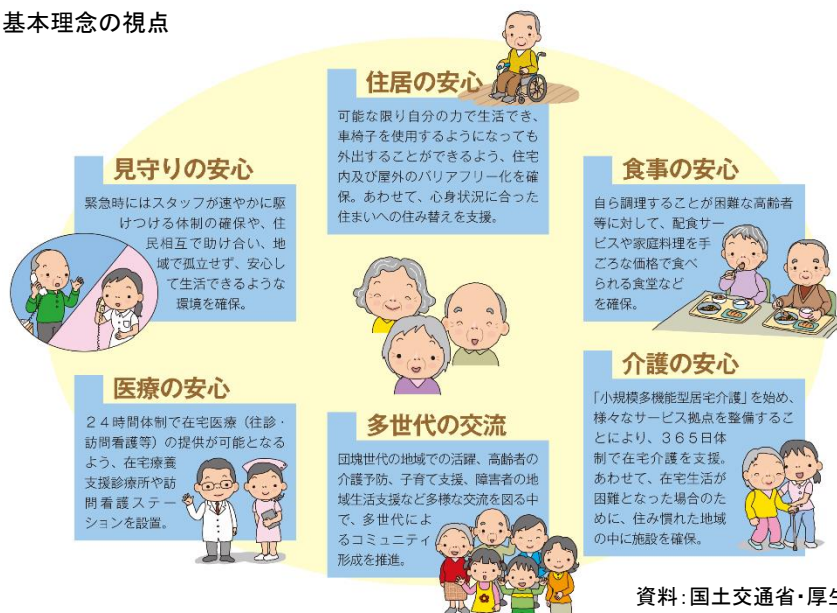 基本理念の視点
住居の安心
可能な限り自分の力で生活でき、
車椅子を使用するようになっても
外出することができるよう、住宅
内及び屋外のバリアフリー化を確
保。あわせて、心身状況に合った
住まいへの住み替えを支援。
見守りの安心
緊急時にはスタッフが速やかに駆
けつける体制の確保や、住
民相互で助け合い、地
域で孤立せず、安心し
て生活できるような
環境を確保。
食事の安心
自ら調理することが困難な高齢者
等に対して、配食サー
ビスや家庭料理を手
ごろな価格で食べ
られる食堂など
を確保。
医療の安心
２４時間体制で在宅医療（往診・
訪問看護等）の提供が可能となる
よう、在宅療養
支援診療所や訪
問看護ステー
ションを設置。
多世代の交流
団塊世代の地域での活躍、高齢者の
介護予防、子育て支援、障害者の地
域生活支援など多様な交流を図る中
で、多世代によ
るコミュニティ
形成を推進。
介護の安心
「小規模多機能型居宅介護」を始め、
様々なサービス拠点を整備するこ
とにより、３６５日体
制で在宅介護を支援。
あわせて、在宅生活が
困難となった場合のた
めに、住み慣れた地域
の中に施設を確保。
資料：国土交通省・厚生